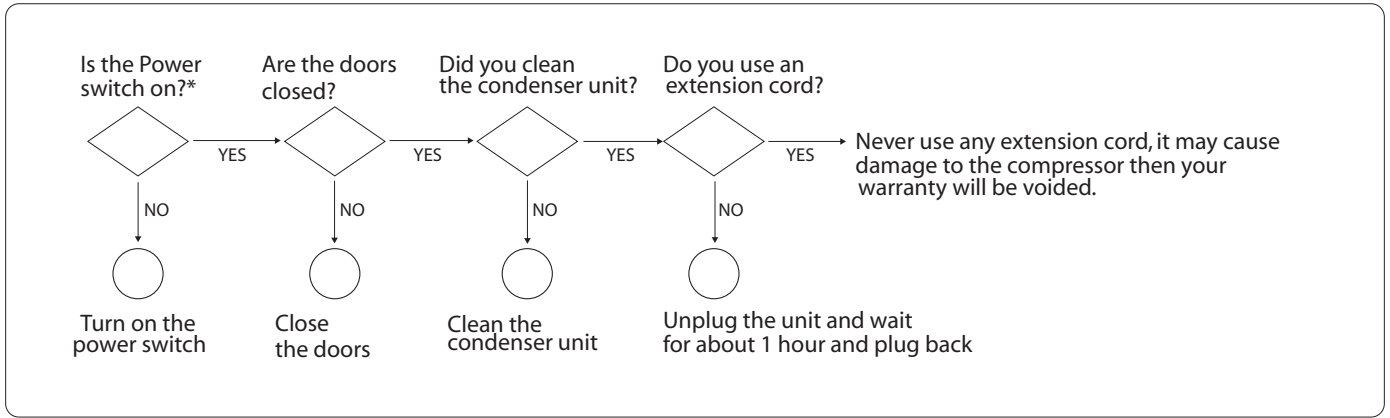 Is the Power
switch on?*
Are the doors
closed?
Did you clean
the condenser unit?
Do you use an
extension cord?
YES
YES
YES
YES
Never use any extension cord, it may cause
damage to the compressor then your
warranty will be voided.
NO
NO
NO
NO
Turn on the
power switch
Close
the doors
Clean the
condenser unit
Unplug the unit and wait
for about 1 hour and plug back